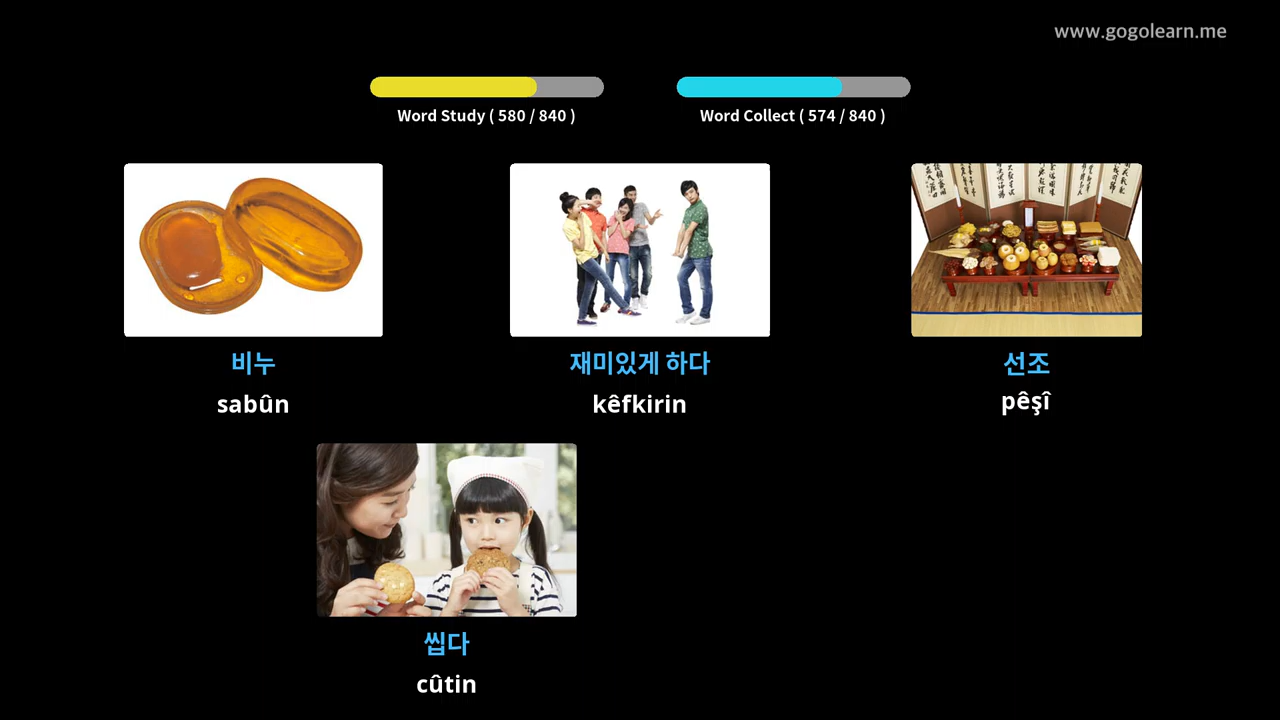 www.gogolearn.me
Word Study ( 580 / 840 )
Word Collect ( 574 / 840 )
비누
sabûn
재미있게 하다
kêfkirin
선조
pêşî
씹다
cûtin